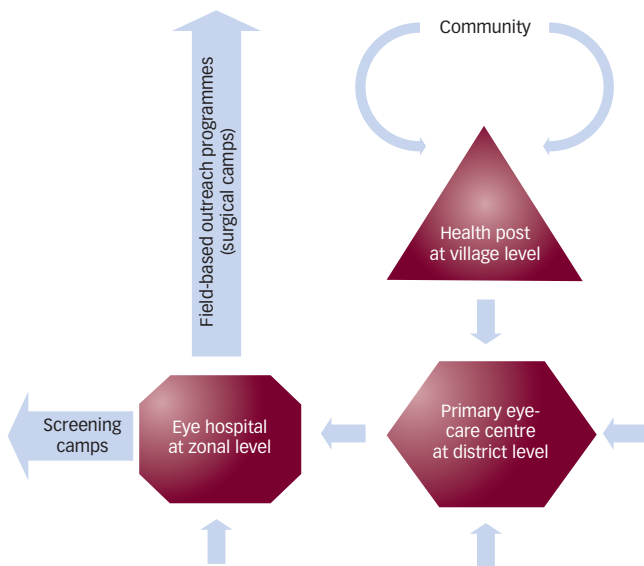 Community
Field-based outreach programmes
(surgical camps)
Health post
at village level
Screening
camps
Eye hospital
at zonal level
Primary eye-
care centre
at district level